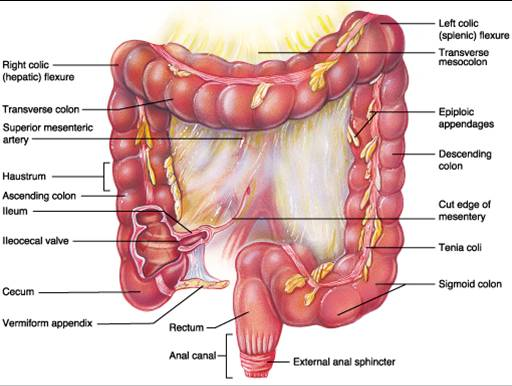 Right colic
(hepatic) flexure
Transverse colon
Superior mesenteric
artery
Haustrum
Ascending colon
Ileum
Ileocecal valve
Cecum
Vermiform appendix
Rectum
Anal canal
Left colic
(splenic) flexure
Transverse
mesocolon
Epiploic
appendages
Descending
colon
Cut edge of
mesentery
Tenia coli
Sigmoid colon
External anal sphincter